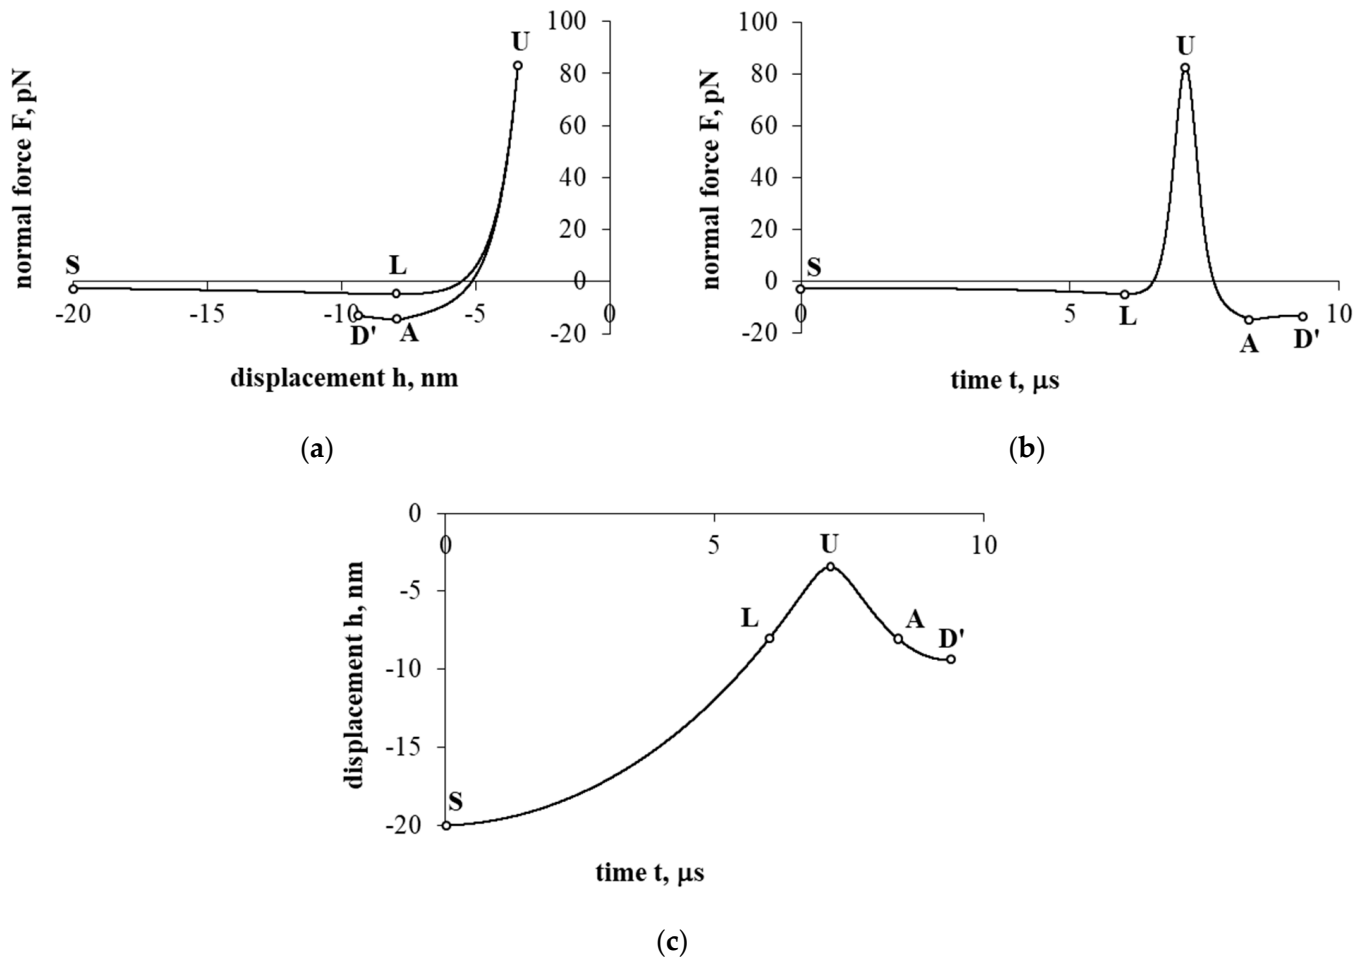 normal force F, pN
100
80
60
40
20
0
-20
-20
-15
-10
-5
0
S
L
U
D'
A
displacement h, nm
(a)
normal force F, pN
100
80
60
40
20
0
-20
5
10
S
L
U
A
D'
time t, μs
(b)
displacement h, nm
0
-5
-10
-15
-20
0
5
10
S
L
U
A
D'
time t, μs
(c)